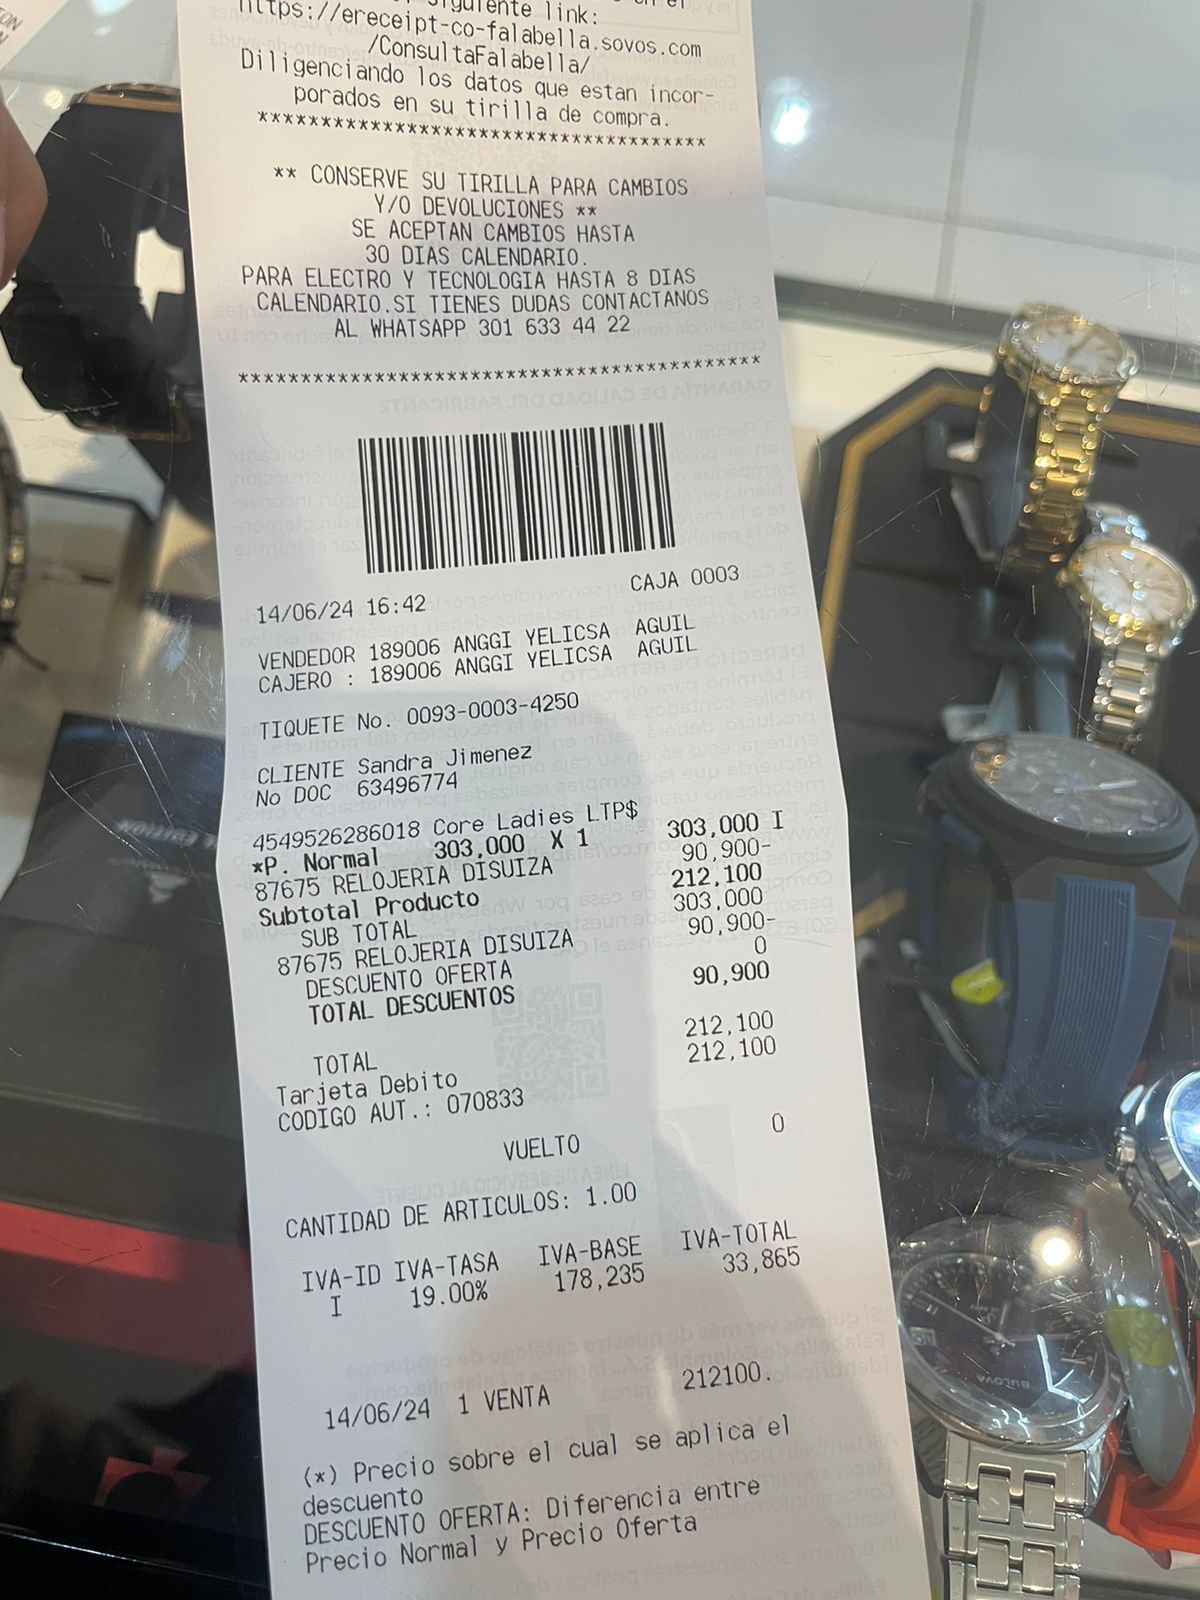 siguiente link:
https://ereceipt-co-falabella.sovos.com
/ConsultaFalabella/
Diligenciando los datos que estan incor-
porados en su tirilla de compra.
************************************
** CONSERVE SU TIRILLA PARA CAMBIOS
Y/O DEVOLUCIONES **
SE ACEPTAN CAMBIOS HASTA
30 DIAS CALENDARIO.
PARA ELECTRO Y TECNOLOGIA HASTA 8 DIAS
CALENDARIO.SI TIENES DUDAS CONTACTANOS
AL WHATSAPP 301 633 44 22
******************************************
14/06/24 16:42 CAJA 0003
VENDEDOR 189006 ANGGI YELICSA AGUIL
CAJERO : 189006 ANGGI YELICSA AGUIL
TIQUETE No. 0093-0003-4250
CLIENTE Sandra Jimenez
No DOC 63496774
4549526286018 Core Ladies LTP$
*P. Normal 303,000 X 1 303,000 I
87675 RELOJERIA DISUIZA 90,900-
Subtotal Producto 212,100
SUB TOTAL 303,000
87675 RELOJERIA DISUIZA 90,900-
DESCUENTO OFERTA 0
TOTAL DESCUENTOS 90,900
TOTAL 212,100
Tarjeta Debito 212,100
CODIGO AUT.: 070833
VUELTO 0
CANTIDAD DE ARTICULOS: 1.00
IVA-ID IVA-TASA IVA-BASE IVA-TOTAL
I 19.00% 178,235 33,865
14/06/24 1 VENTA 212100.
(*) Precio sobre el cual se aplica el
descuento
DESCUENTO OFERTA: Diferencia entre
Precio Normal y Precio Oferta
BULOVA